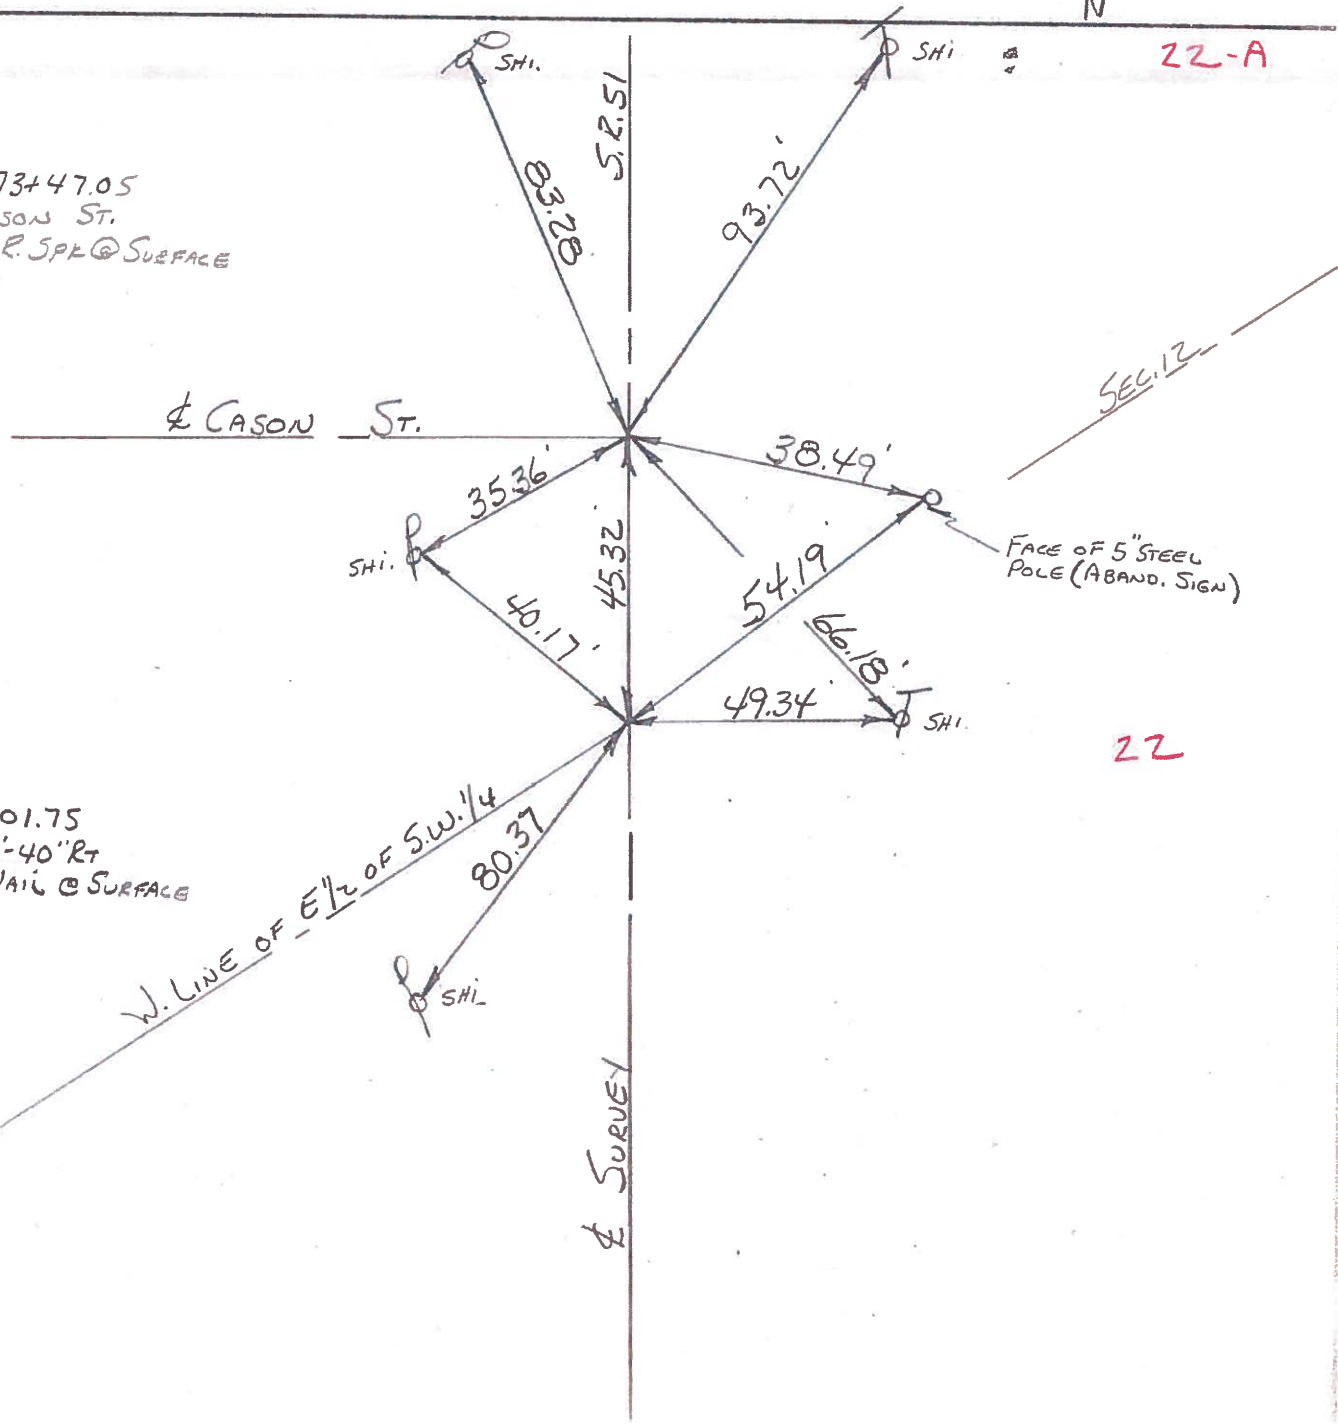 N
SHI.
SHI
22-A
S.R.51
83.28
93.72'
73+47.05
SON ST.
R. SPK @ SURFACE
SEC. 12
℄ CASON ST.
38.49'
35.36'
SHI.
45.32'
FACE OF 5" STEEL
POLE (ABAND. SIGN)
54.19
40.17'
66.18'
49.34
SHI.
22
01.75
'-40" RT
NAIL @ SURFACE
80.37
W. LINE OF E 1/2 OF S.W. 1/4
SHI
℄ SURVEY